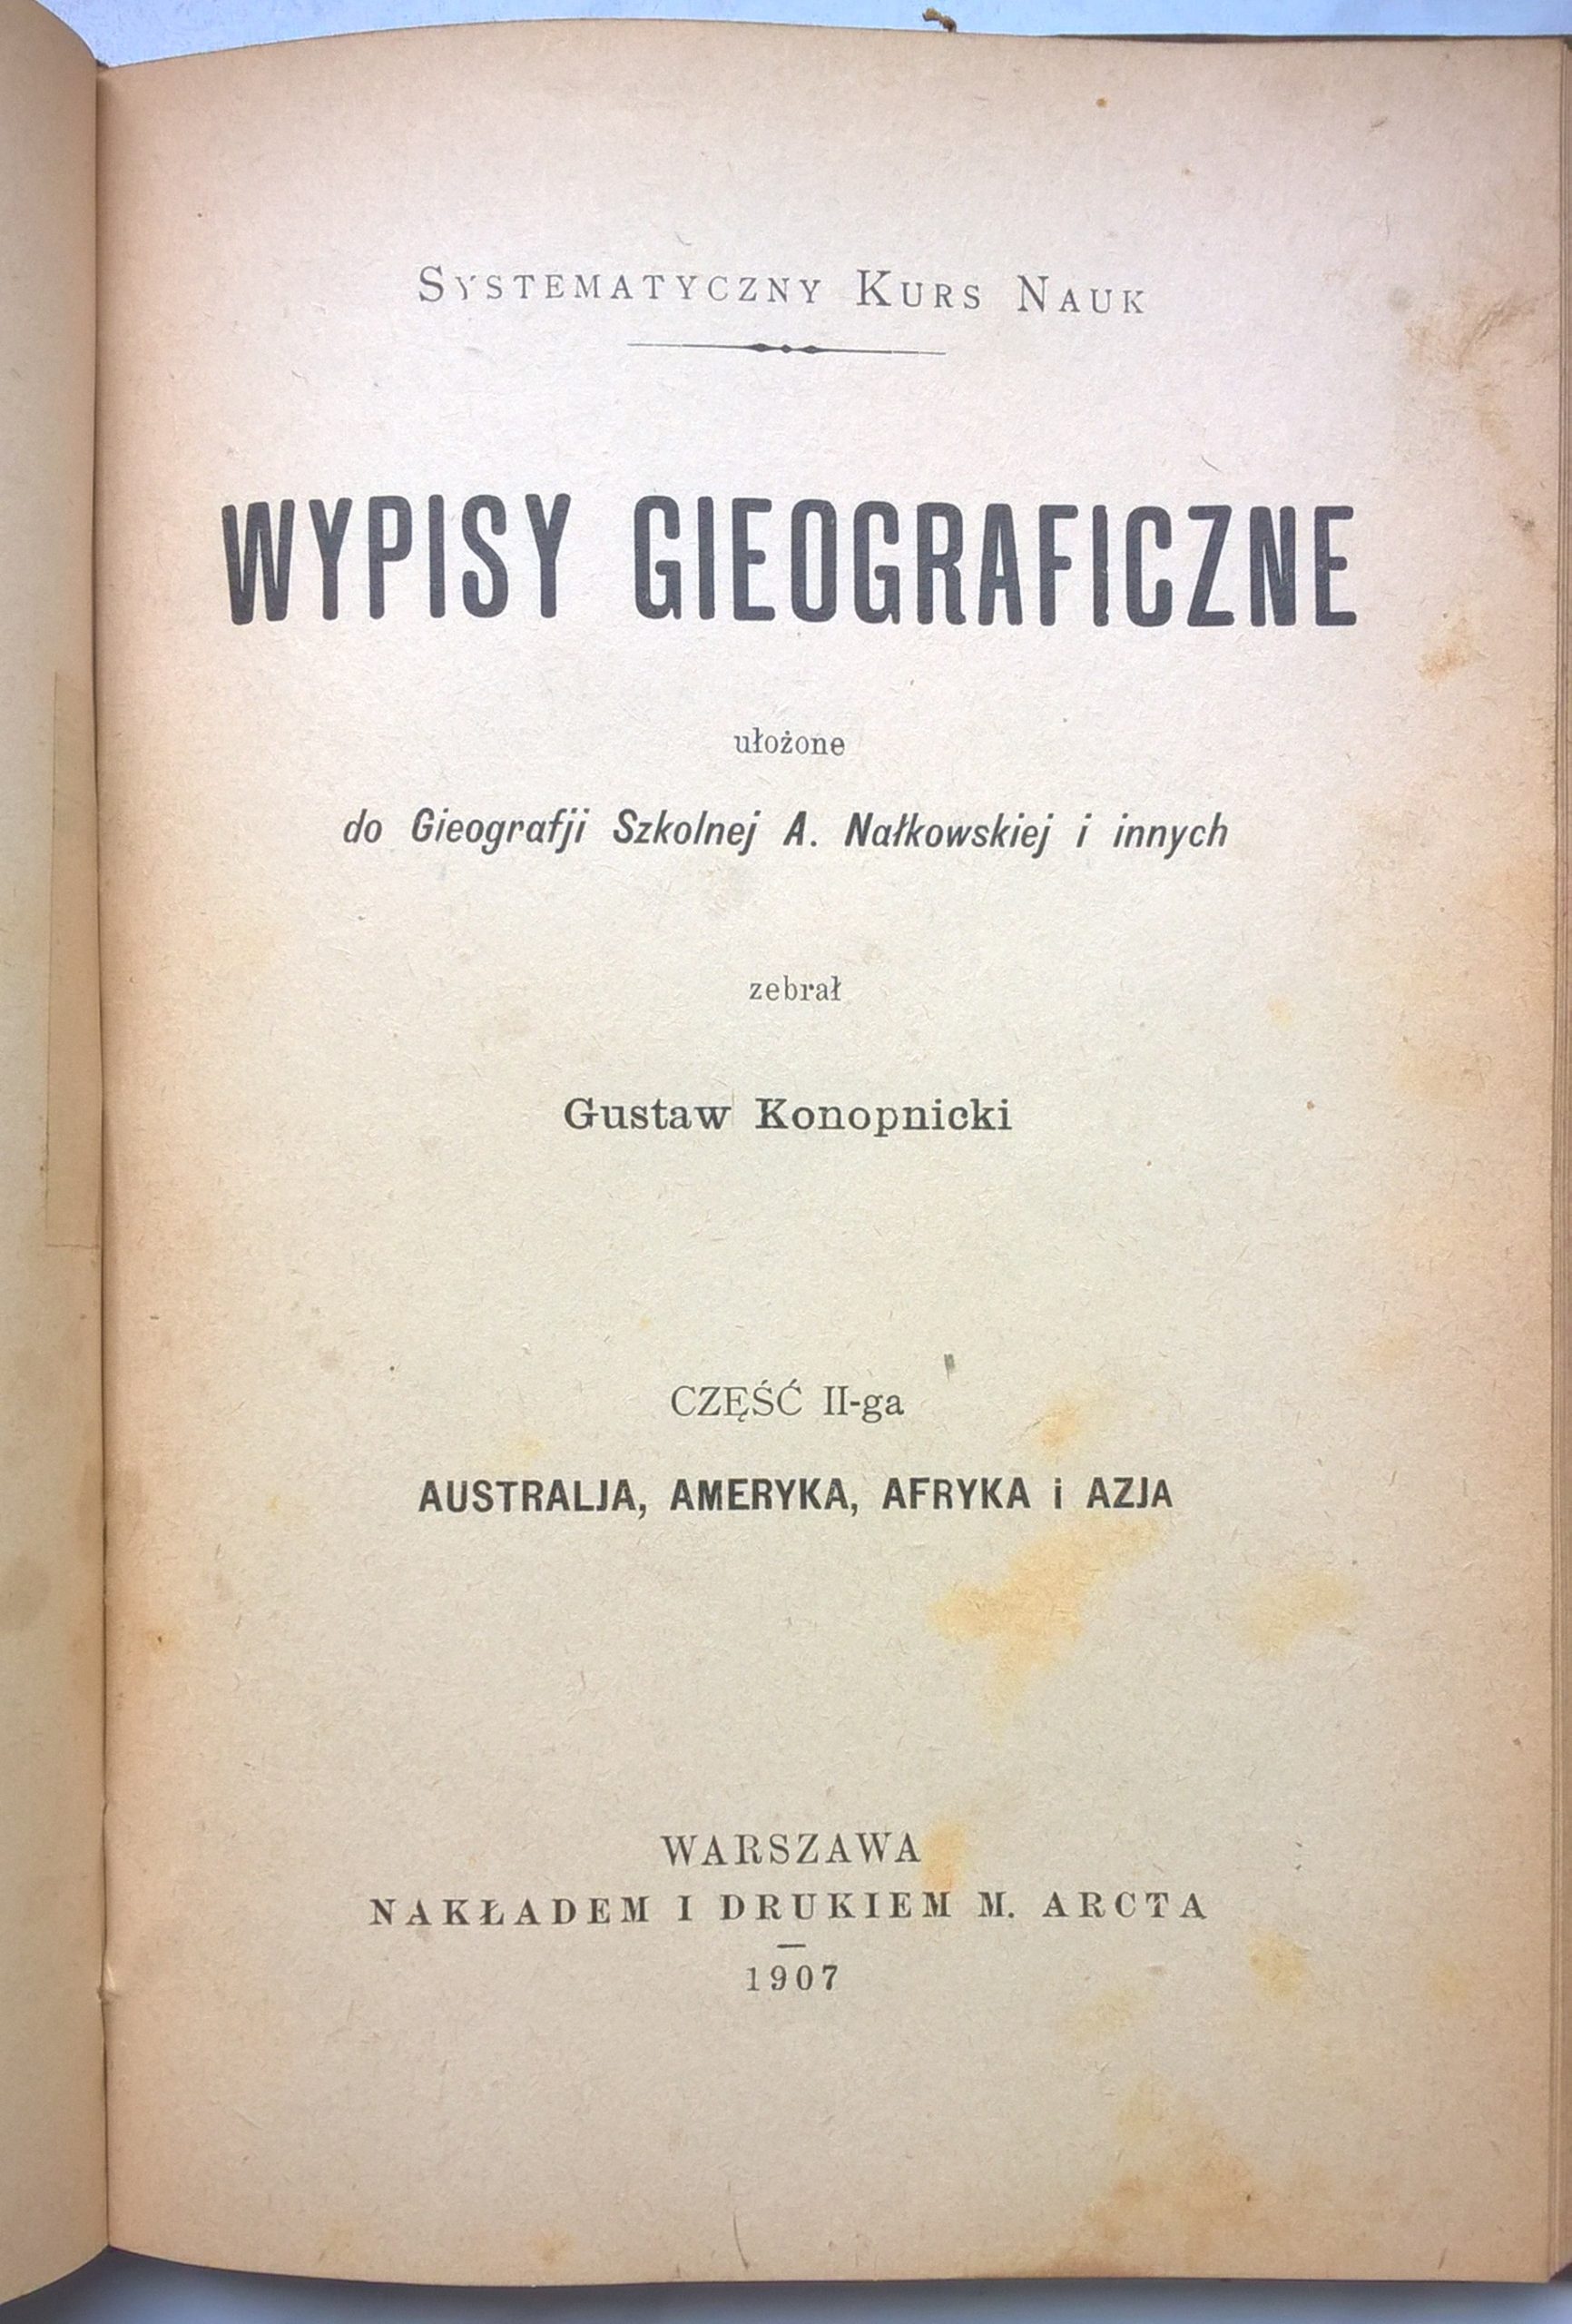 SYSTEMATYCZNY KURS NAUK
WYPISY GIEOGRAFICZNE
ułożone
do Gieografji Szkolnej A. Nałkowskiej i innych
zebrał
Gustaw Konopnicki
CZĘŚĆ II-ga
AUSTRALJA, AMERYKA, AFRYKA i AZJA
WARSZAWA
NAKŁADEM I DRUKIEM M. ARCTA
1907